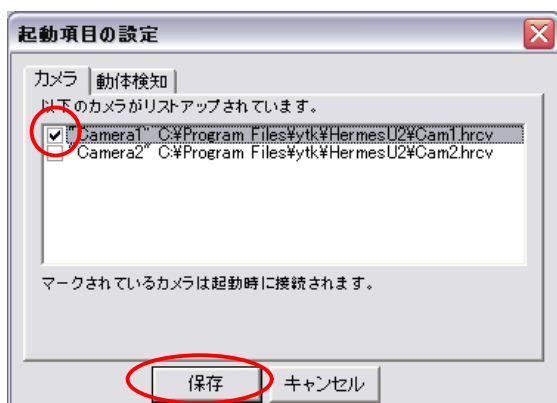 起動項目の設定
カメラ 動体検知
以下のカメラがリストアップされています。
"Camera1" C:¥Program Files¥ytk¥HermesU2¥Cam1.hrcv
"Camera2" C:¥Program Files¥ytk¥HermesU2¥Cam2.hrcv
マークされているカメラは起動時に接続されます。
保存 キャンセル